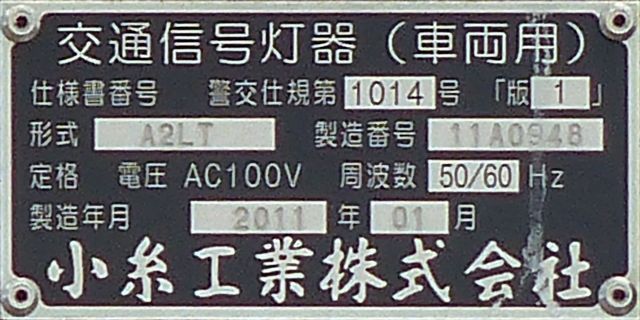 交通信号灯器（車両用）
仕様書番号　警交仕規第 1014 号　「版 1 」
形式　A2LT　製造番号　11A0948
定格　電圧 AC100V　周波数 50/60 Hz
製造年月　2011 年 01 月
小糸工業株式会社